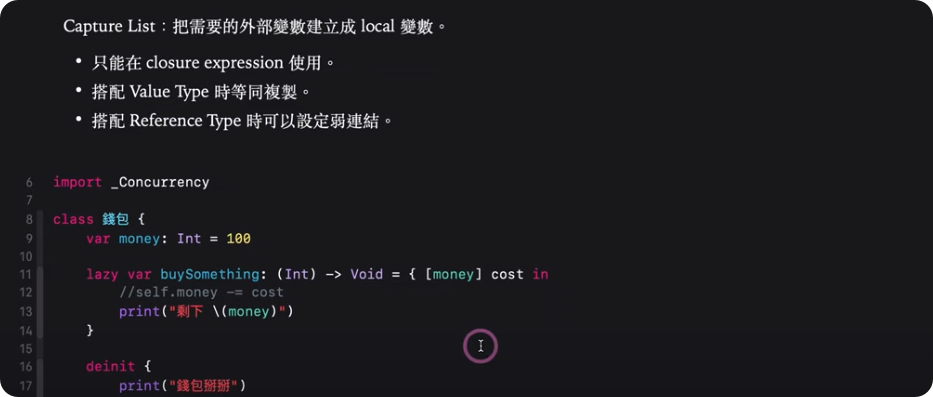 Capture List：把需要的外部變數建立成 local 變數。
• 只能在 closure expression 使用。
• 搭配 Value Type 時等同複製。
• 搭配 Reference Type 時可以設定弱連結。
6 import _Concurrency
7
8 class 錢包 {
9 var money: Int = 100
10
11 lazy var buySomething: (Int) -> Void = { [money] cost in
12 //self.money -= cost
13 print("剩下 \(money)")
14 }
15
16 deinit {
17 print("錢包掰掰")